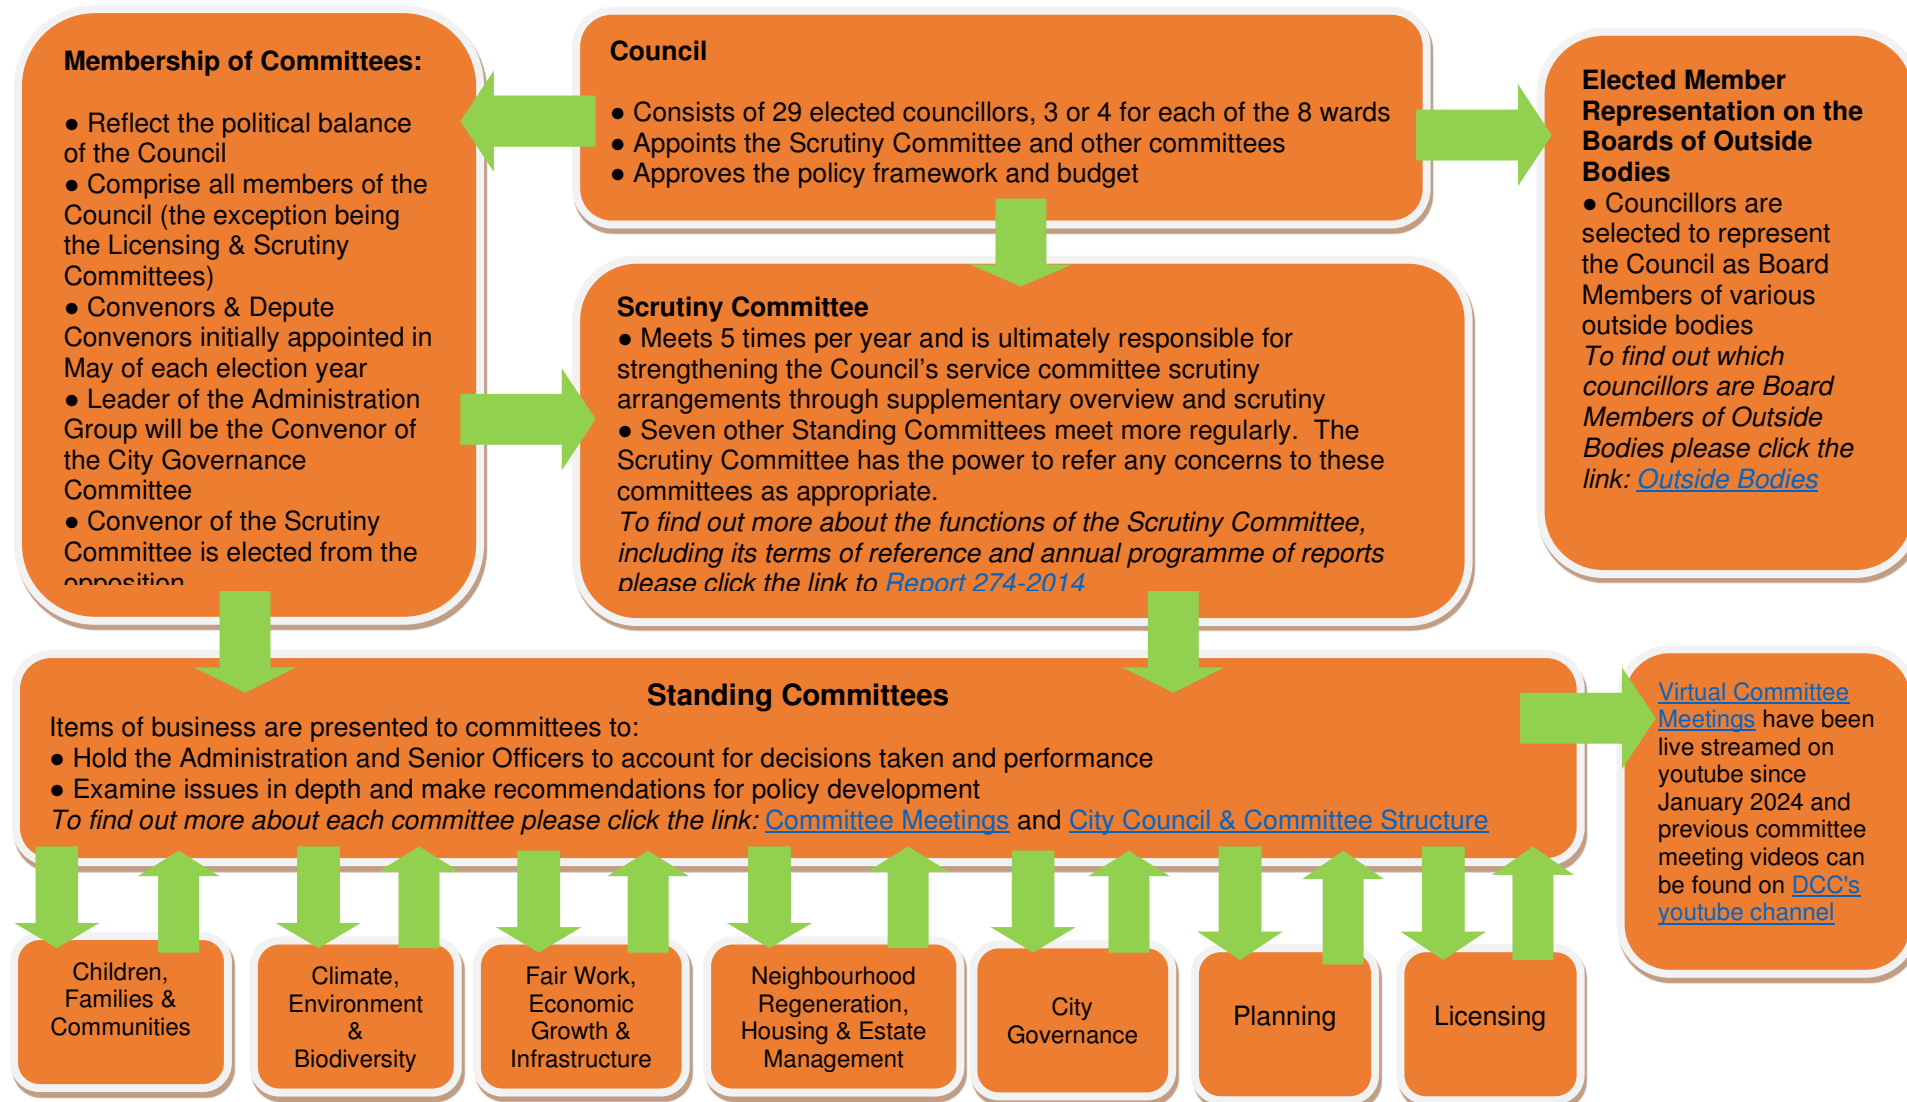 Membership of Committees:
● Reflect the political balance
of the Council
● Comprise all members of the
Council (the exception being
the Licensing & Scrutiny
Committees)
● Convenors & Depute
Convenors initially appointed in
May of each election year
● Leader of the Administration
Group will be the Convenor of
the City Governance
Committee
● Convenor of the Scrutiny
Committee is elected from the
opposition
Council
● Consists of 29 elected councillors, 3 or 4 for each of the 8 wards
● Appoints the Scrutiny Committee and other committees
● Approves the policy framework and budget
Elected Member
Representation on the
Boards of Outside
Bodies
● Councillors are
selected to represent
the Council as Board
Members of various
outside bodies
To find out which
councillors are Board
Members of Outside
Bodies please click the
link: Outside Bodies
Scrutiny Committee
● Meets 5 times per year and is ultimately responsible for
strengthening the Council's service committee scrutiny
arrangements through supplementary overview and scrutiny
● Seven other Standing Committees meet more regularly.  The
Scrutiny Committee has the power to refer any concerns to these
committees as appropriate.
To find out more about the functions of the Scrutiny Committee,
including its terms of reference and annual programme of reports
please click the link to Report 274-2014
Standing Committees
Items of business are presented to committees to:
● Hold the Administration and Senior Officers to account for decisions taken and performance
● Examine issues in depth and make recommendations for policy development
To find out more about each committee please click the link: Committee Meetings and City Council & Committee Structure
Virtual Committee
Meetings have been
live streamed on
youtube since
January 2024 and
previous committee
meeting videos can
be found on DCC's
youtube channel
Children,
Families &
Communities
Climate,
Environment
&
Biodiversity
Fair Work,
Economic
Growth &
Infrastructure
Neighbourhood
Regeneration,
Housing & Estate
Management
City
Governance
Planning
Licensing